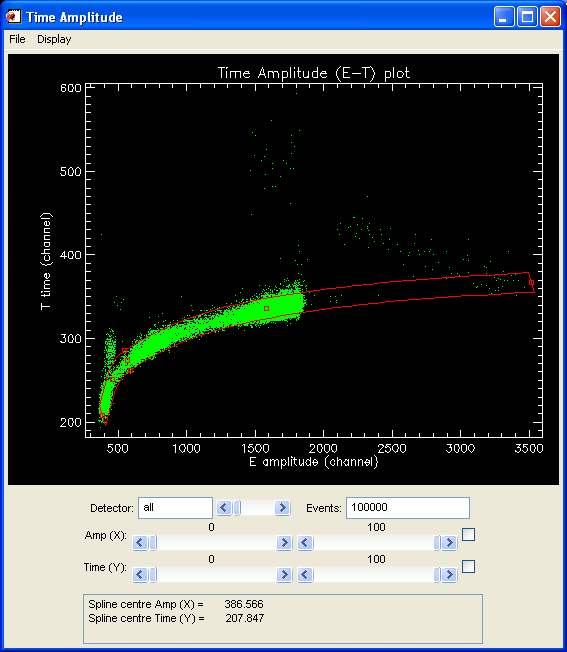 Time Amplitude
File Display
Time Amplitude (E-T) plot
600
500
400
300
200
T time (channel)
500 1000 1500 2000 2500 3000 3500
E amplitude (channel)
Detector: all Events: 100000
0 100
Amp (X):
0 100
Time (Y):
Spline centre Amp (X) = 386.566
Spline centre Time (Y) = 207.847